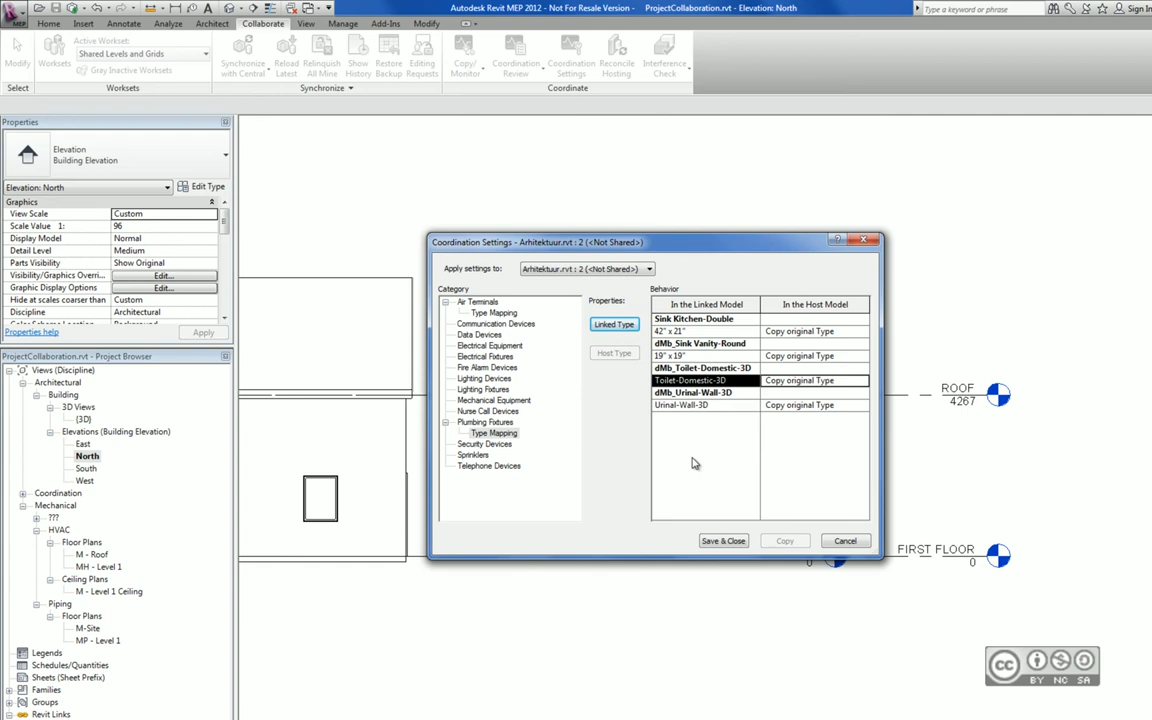 Autodesk Revit MEP 2012 - Not For Resale Version - ProjectCollaboration.rvt - Elevation: North
Type a keyword or phrase
Sign In
MEP
Home Insert Annotate Analyze Architect Collaborate View Manage Add-Ins Modify
Modify
Worksets
Active Workset:
Shared Levels and Grids
Gray Inactive Worksets
Synchronize with Central
Reload Latest
Relinquish All Mine
Show History
Restore Backup
Editing Requests
Copy/ Monitor
Coordination Review
Coordination Settings
Reconcile Hosting
Interference Check
Select Worksets Synchronize Coordinate
Properties
Elevation
Building Elevation
Elevation: North Edit Type
Graphics
View Scale Custom
Scale Value 1: 96
Display Model Normal
Detail Level Medium
Parts Visibility Show Original
Visibility/Graphics Overri... Edit...
Graphic Display Options Edit...
Hide at scales coarser than Custom
Discipline Architectural
Properties help Apply
ProjectCollaboration.rvt - Project Browser
Views (Discipline)
Architectural
Building
3D Views
{3D}
Elevations (Building Elevation)
East
North
South
West
Coordination
Mechanical
???
HVAC
Floor Plans
M - Roof
MH - Level 1
Ceiling Plans
M - Level 1 Ceiling
Piping
Floor Plans
M-Site
MP - Level 1
Legends
Schedules/Quantities
Sheets (Sheet Prefix)
Families
Groups
Revit Links
Coordination Settings - Arhitektuur.rvt : 2 (<Not Shared>)
Apply settings to: Arhitektuur.rvt : 2 (<Not Shared>)
Category
Air Terminals
Type Mapping
Communication Devices
Data Devices
Electrical Equipment
Electrical Fixtures
Fire Alarm Devices
Lighting Devices
Lighting Fixtures
Mechanical Equipment
Nurse Call Devices
Plumbing Fixtures
Type Mapping
Security Devices
Sprinklers
Telephone Devices
Properties:
Linked Type
Host Type
Behavior
In the Linked Model In the Host Model
Sink Kitchen-Double
42" x 21" Copy original Type
dMb_Sink Vanity-Round
19" x 19" Copy original Type
dMb_Toilet-Domestic-3D
Toilet-Domestic-3D Copy original Type
dMb_Urinal-Wall-3D
Urinal-Wall-3D Copy original Type
Save & Close Copy Cancel
ROOF
4267
FIRST FLOOR
0
0
cc
BY NC SA